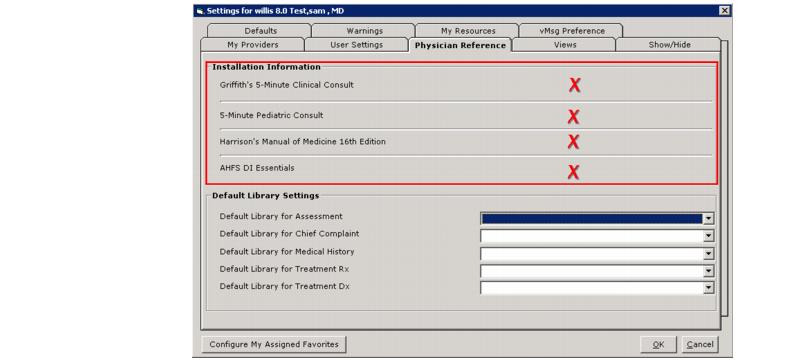 Settings for willis 8.0 Test,sam , MD
Defaults Warnings My Resources vMsg Preference
My Providers User Settings Physician Reference Views Show/Hide
Installation Information
Griffith's 5-Minute Clinical Consult
5-Minute Pediatric Consult
Harrison's Manual of Medicine 16th Edition
AHFS DI Essentials
Default Library Settings
Default Library for Assessment
Default Library for Chief Complaint
Default Library for Medical History
Default Library for Treatment Rx
Default Library for Treatment Dx
Configure My Assigned Favorites OK Cancel